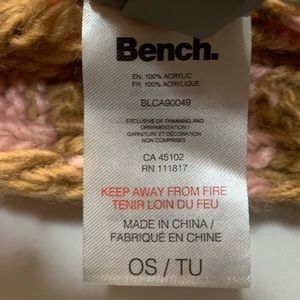 Bench.
EN: 100% ACRYLIC
FR: 100% ACRYLIQUE
BLCA90049
EXCLUSIVE OF TRIMMING AND
ORNAMENTATION /
GARNITURE ET DÉCORATION
NON COMPRISES
CA 45102
RN 111817
KEEP AWAY FROM FIRE
TENIR LOIN DU FEU
MADE IN CHINA /
FABRIQUÉ EN CHINE
OS / TU